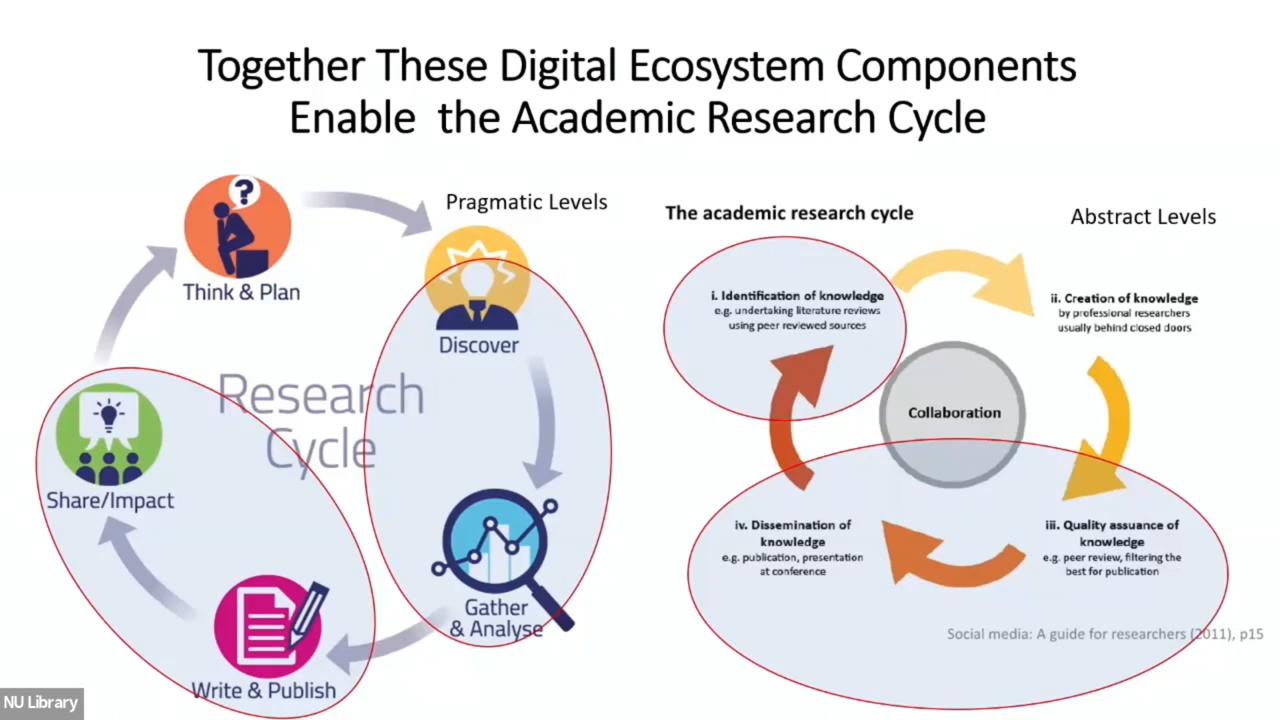 Together These Digital Ecosystem Components
Enable the Academic Research Cycle
Pragmatic Levels
Think & Plan
Discover
Research
Cycle
Share/Impact
Gather
& Analyse
Write & Publish
The academic research cycle
Abstract Levels
i. Identification of knowledge
e.g. undertaking literature reviews
using peer reviewed sources
ii. Creation of knowledge
by professional researchers
usually behind closed doors
Collaboration
iv. Dissemination of
knowledge
e.g. publication, presentation
at conference
iii. Quality assuance of
knowledge
e.g. peer review, filtering the
best for publication
Social media: A guide for researchers (2011), p15
NU Library
?